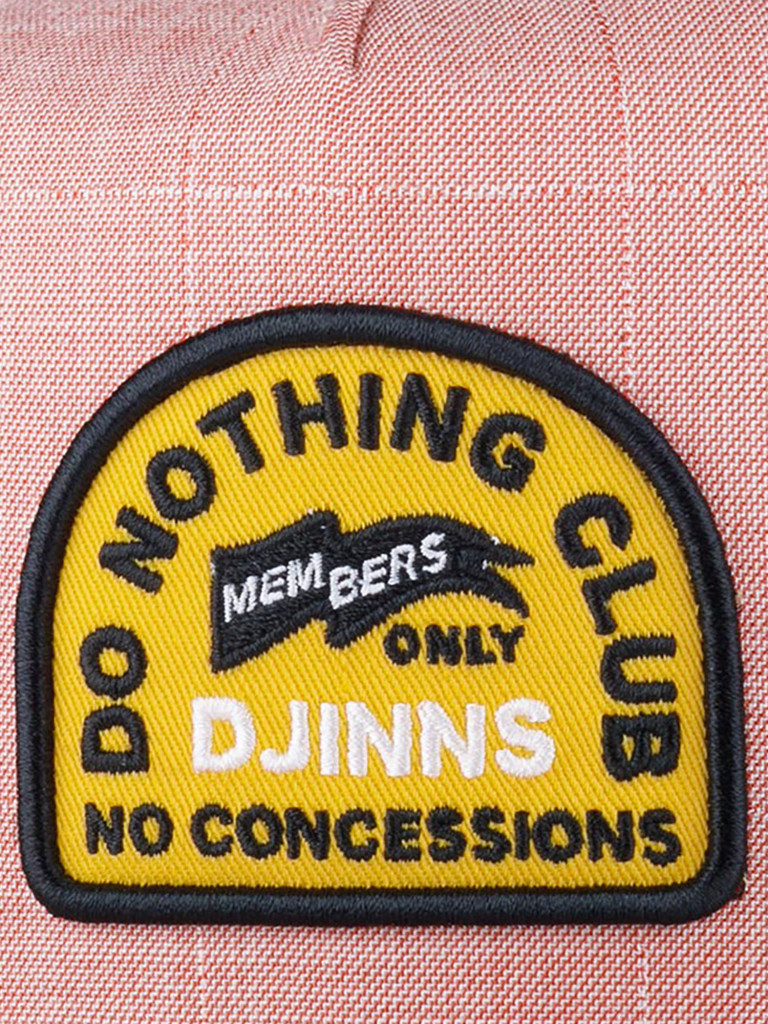 DO NOTHING CLUB
MEMBERS
ONLY
DJINNS
NO CONCESSIONS